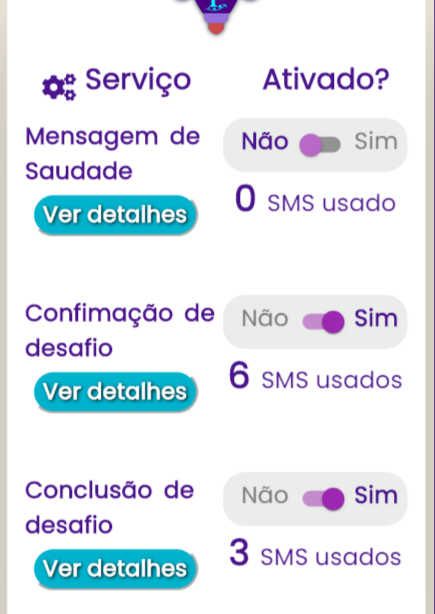 Serviço Ativado?
Mensagem de
Saudade
Não Sim
Ver detalhes
0 SMS usado
Confimação de
desafio
Não Sim
Ver detalhes
6 SMS usados
Conclusão de
desafio
Não Sim
Ver detalhes
3 SMS usados